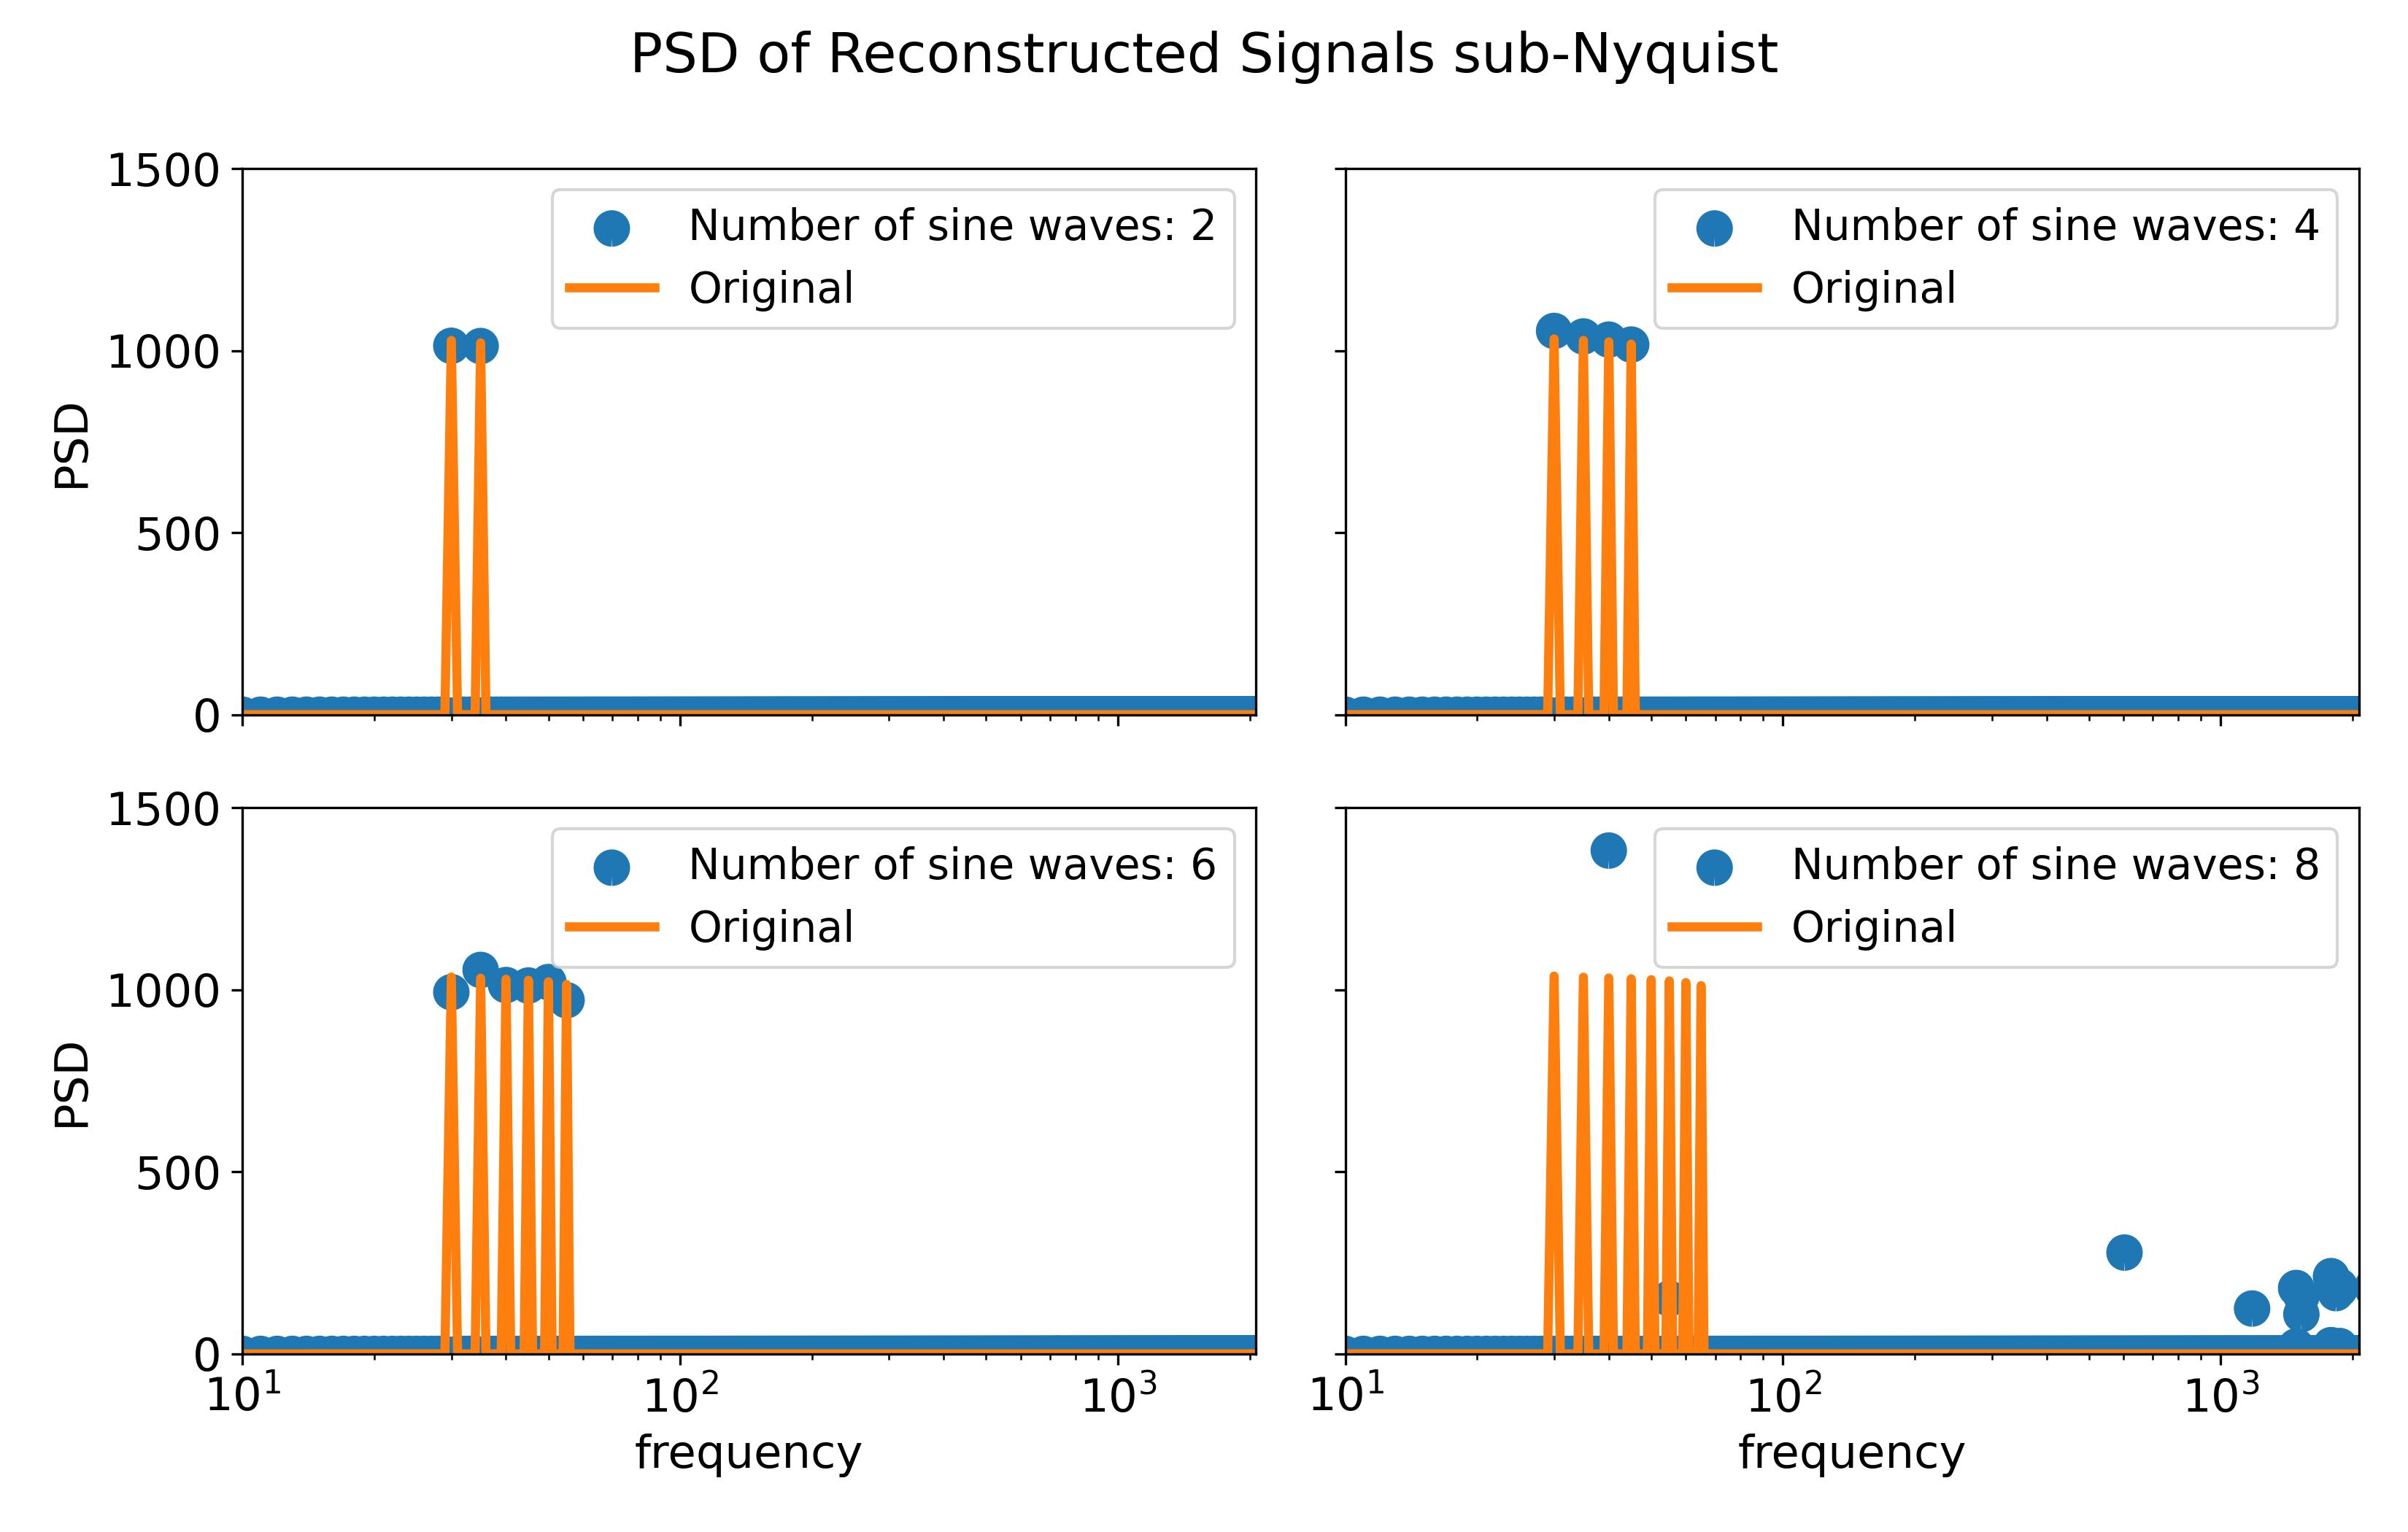 PSD of Reconstructed Signals sub-Nyquist
1500
1000
500
0
PSD
Number of sine waves: 2
Original
Number of sine waves: 4
Original
1500
1000
500
0
PSD
Number of sine waves: 6
Original
Number of sine waves: 8
Original
10¹ 10² 10³
frequency
10¹ 10² 10³
frequency